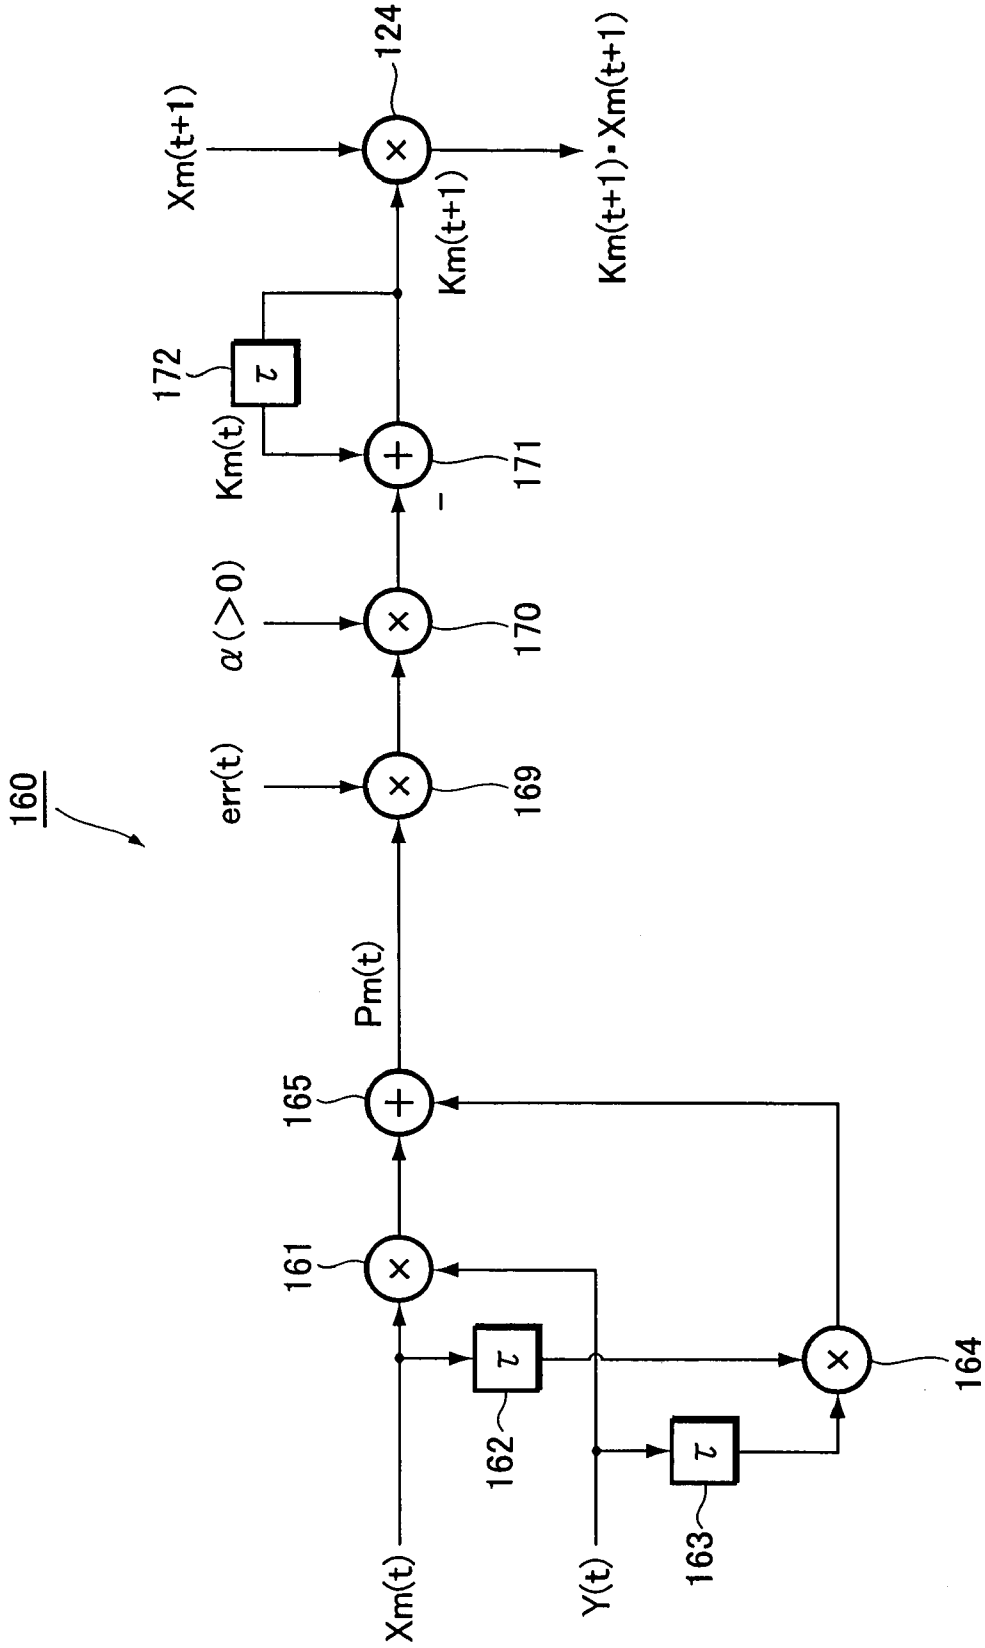 160
Xm(t+1)
124
172
τ
Km(t)
α(>0)
err(t)
×
Km(t+1)
Km(t+1)・Xm(t+1)
+
171
−
×
170
×
169
Pm(t)
165
+
161
×
Xm(t)
τ
162
Y(t)
τ
163
×
164